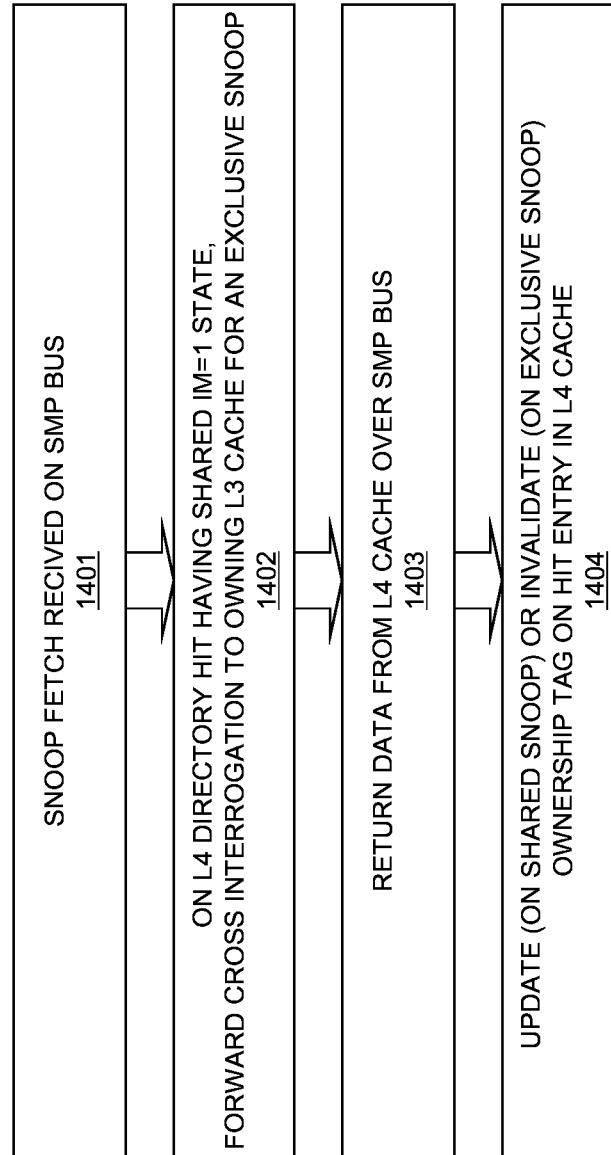 SNOOP FETCH RECIVED ON SMP BUS
1401
ON L4 DIRECTORY HIT HAVING SHARED IM=1 STATE,
FORWARD CROSS INTERROGATION TO OWNING L3 CACHE FOR AN EXCLUSIVE SNOOP
1402
RETURN DATA FROM L4 CACHE OVER SMP BUS
1403
UPDATE (ON SHARED SNOOP) OR INVALIDATE (ON EXCLUSIVE SNOOP)
OWNERSHIP TAG ON HIT ENTRY IN L4 CACHE
1404